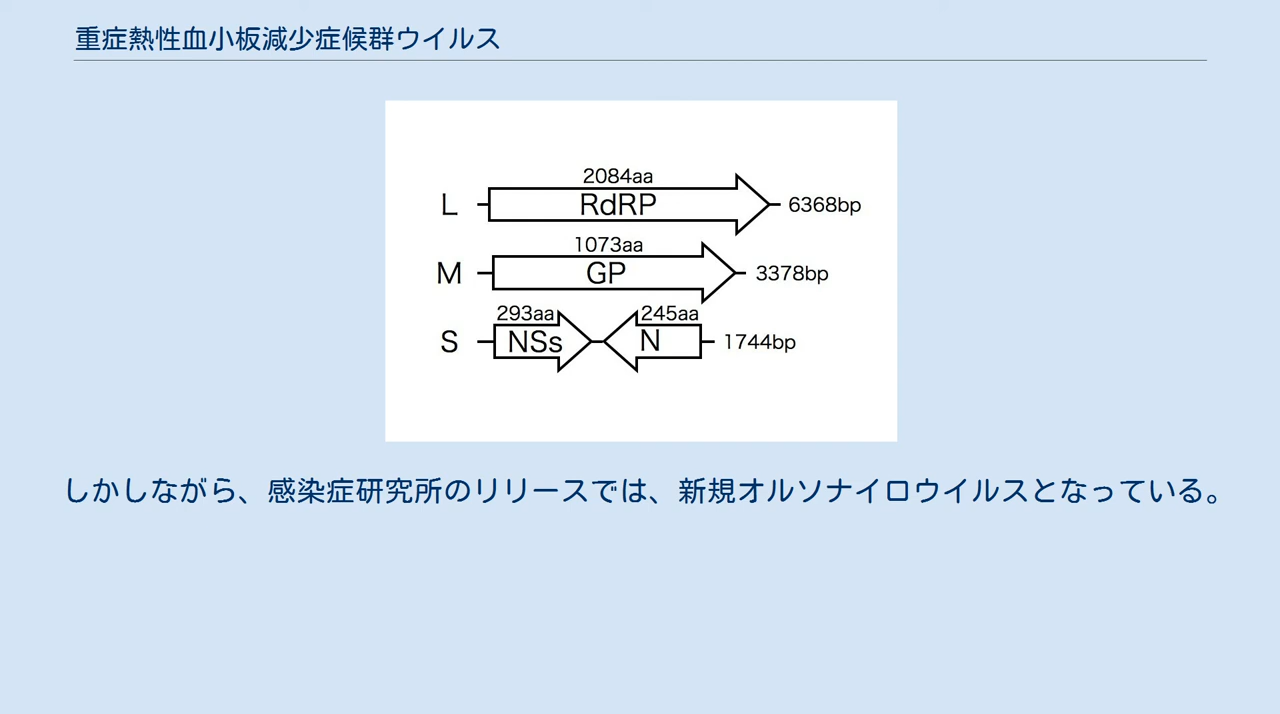 重症熱性血小板減少症候群ウイルス
2084aa
L RdRP 6368bp
1073aa
M GP 3378bp
293aa 245aa
S NSs N 1744bp
しかしながら、感染症研究所のリリースでは、新規オルソナイロウイルスとなっている。